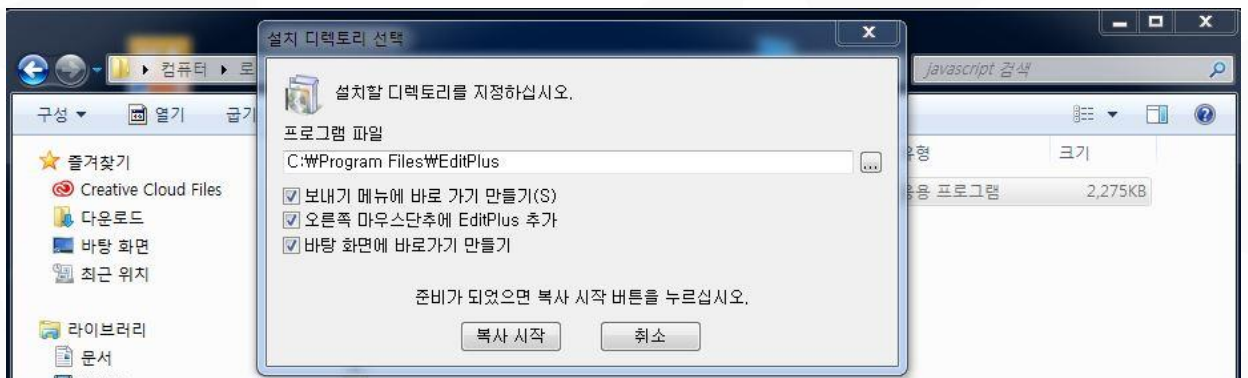 설치 디렉토리 선택
컴퓨터
javascript 검색
구성
열기
설치할 디렉토리를 지정하십시오.
프로그램 파일
C:₩Program Files₩EditPlus
...
보내기 메뉴에 바로 가기 만들기(S)
오른쪽 마우스단추에 EditPlus 추가
바탕 화면에 바로가기 만들기
준비가 되었으면 복사 시작 버튼을 누르십시오.
복사 시작
취소
즐겨찾기
Creative Cloud Files
다운로드
바탕 화면
최근 위치
라이브러리
문서
크기
프로그램
2,275KB